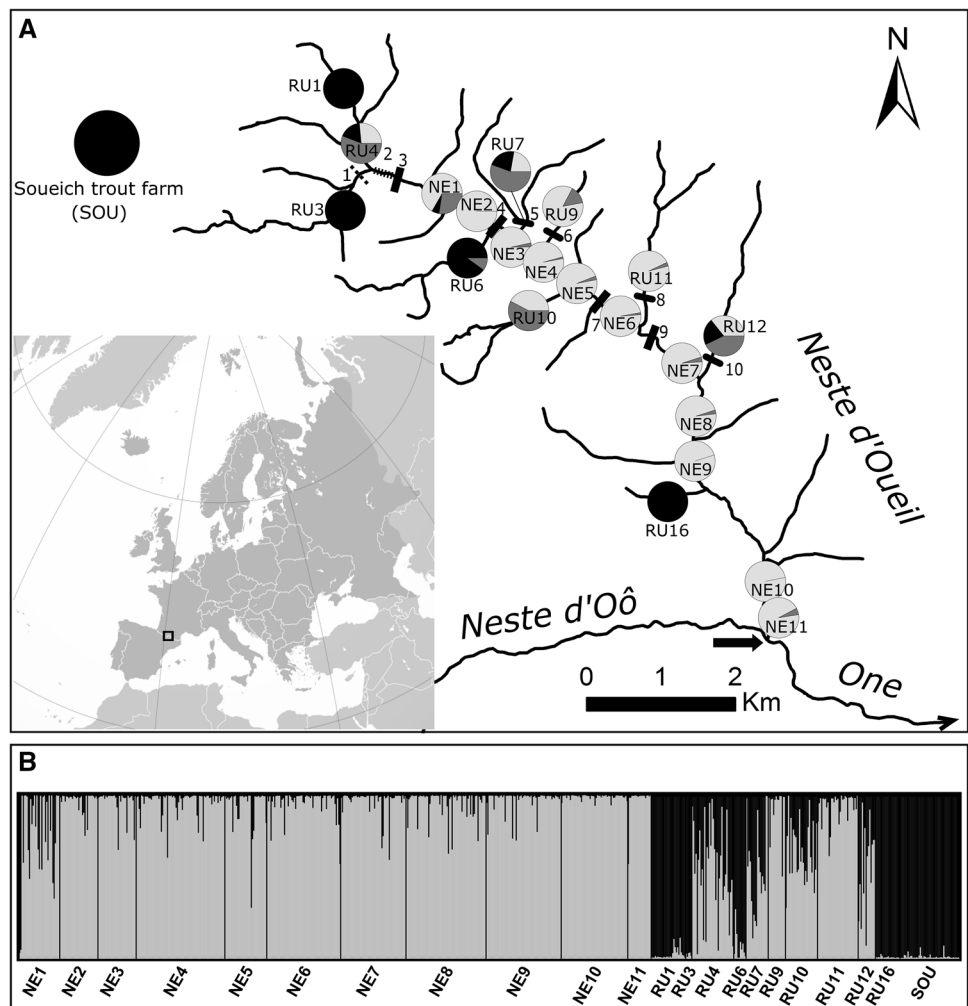 A
N
RU1
RU7
RU4
2
3
1
Soueich trout farm
(SOU)
NE1
NE2
4
5
RU9
RU3
6
NE3
NE4
RU6
RU11
NE5
8
RU10
7
NE6
9
RU12
NE7
10
Neste d'Oueil
NE8
NE9
RU16
NE10
Neste d'Oô
NE11
0 1 2
Km
One
B
NE1 NE2 NE3 NE4 NE5 NE6 NE7 NE8 NE9 NE10 NE11 RU1 RU3 RU4 RU6 RU7 RU9 RU10 RU11 RU12 RU16 SOU